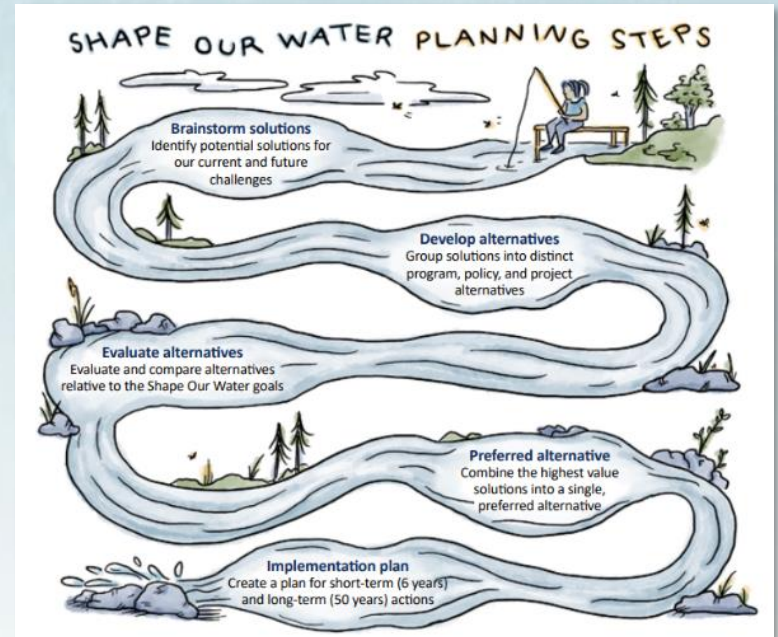 SHAPE OUR WATER PLANNING STEPS
Brainstorm solutions
Identify potential solutions for
our current and future
challenges
Develop alternatives
Group solutions into distinct
program, policy, and project
alternatives
Evaluate alternatives
Evaluate and compare alternatives
relative to the Shape Our Water goals
Preferred alternative
Combine the highest value
solutions into a single,
preferred alternative
Implementation plan
Create a plan for short-term (6 years)
and long-term (50 years) actions